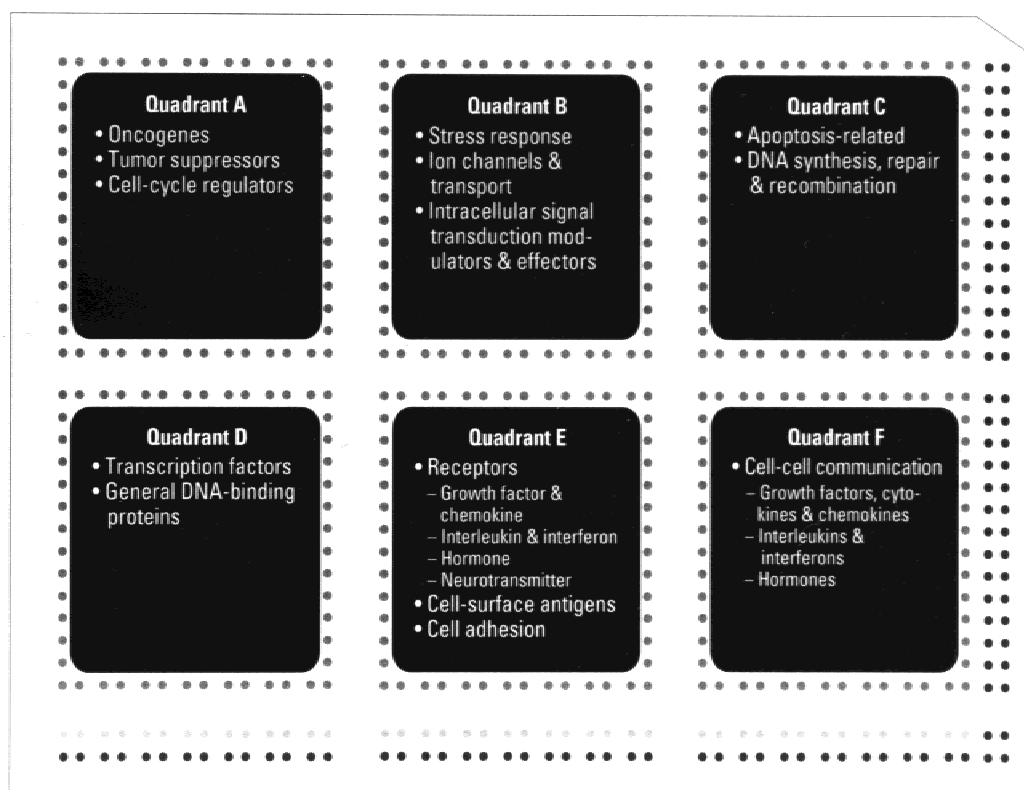 Quadrant A
• Oncogenes
• Tumor suppressors
• Cell-cycle regulators
Quadrant B
• Stress response
• Ion channels &
transport
• Intracellular signal
transduction mod-
ulators & effectors
Quadrant C
• Apoptosis-related
• DNA synthesis, repair
& recombination
Quadrant D
• Transcription factors
• General DNA-binding
proteins
Quadrant E
• Receptors
– Growth factor &
chemokine
– Interleukin & interferon
– Hormone
– Neurotransmitter
• Cell-surface antigens
• Cell adhesion
Quadrant F
• Cell-cell communication
– Growth factors, cyto-
kines & chemokines
– Interleukins &
interferons
– Hormones